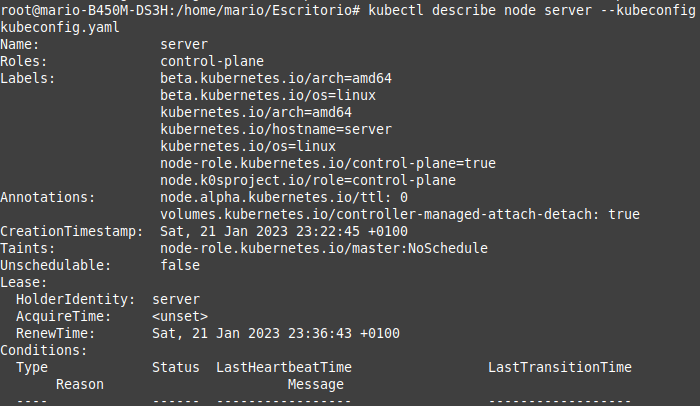 root@mario-B450M-DS3H:/home/mario/Escritorio# kubectl describe node server --kubeconfig
kubeconfig.yaml
Name:               server
Roles:              control-plane
Labels:             beta.kubernetes.io/arch=amd64
                    beta.kubernetes.io/os=linux
                    kubernetes.io/arch=amd64
                    kubernetes.io/hostname=server
                    kubernetes.io/os=linux
                    node-role.kubernetes.io/control-plane=true
                    node.k0sproject.io/role=control-plane
Annotations:        node.alpha.kubernetes.io/ttl: 0
                    volumes.kubernetes.io/controller-managed-attach-detach: true
CreationTimestamp:  Sat, 21 Jan 2023 23:22:45 +0100
Taints:             node-role.kubernetes.io/master:NoSchedule
Unschedulable:      false
Lease:
  HolderIdentity:  server
  AcquireTime:     <unset>
  RenewTime:       Sat, 21 Jan 2023 23:36:43 +0100
Conditions:
  Type             Status  LastHeartbeatTime                 LastTransitionTime
       Reason                       Message
  ----             ------  -----------------                 ------------------